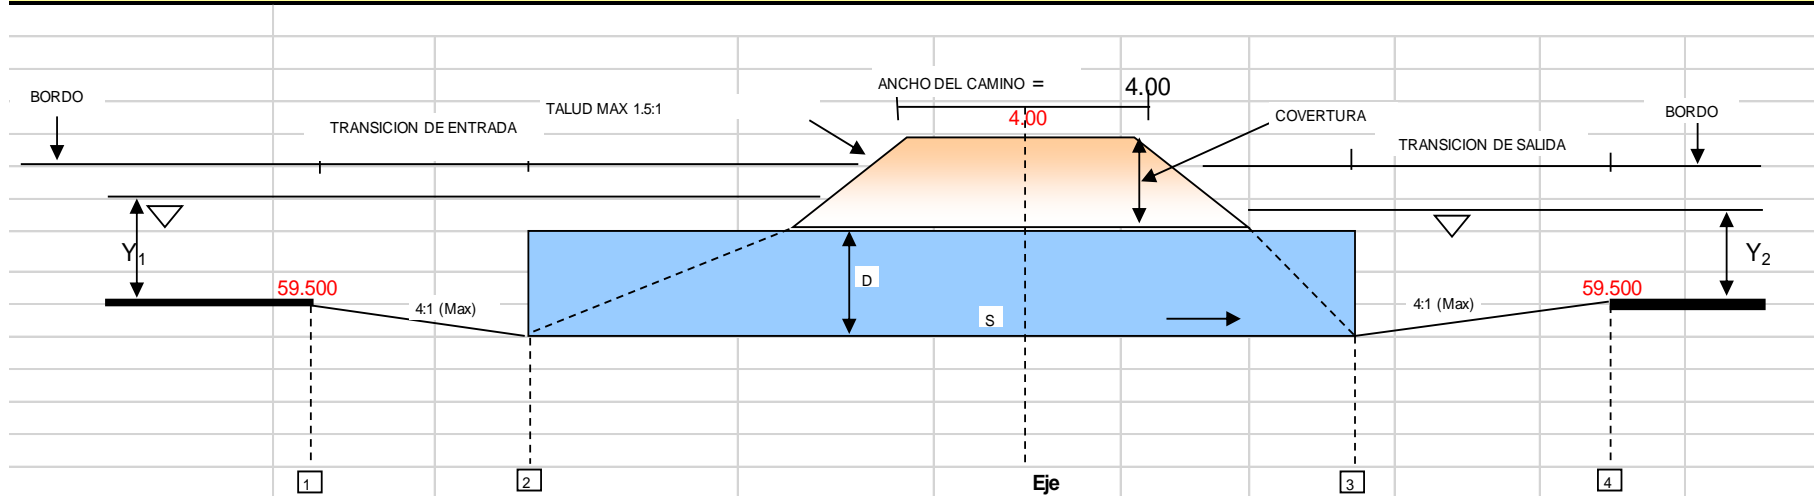 ANCHO DEL CAMINO = 4.00
BORDO
TALUD MAX 1.5:1
4.00
COVERTURA
BORDO
TRANSICION DE ENTRADA
TRANSICION DE SALIDA
Y1
D
Y2
59.500
59.500
4:1 (Max)
4:1 (Max)
S
1
2
Eje
3
4